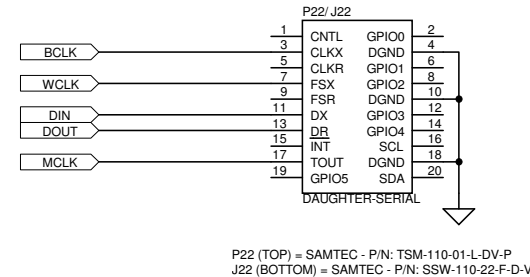 P22/ J22
1 CNTL GPIO0 2
BCLK 3 CLKX DGND 4
5 CLKR GPIO1 6
WCLK 7 FSX GPIO2 8
9 FSR DGND 10
DIN 11 DX GPIO3 12
DOUT 13 DR GPIO4 14
15 INT SCL 16
MCLK 17 TOUT DGND 18
19 GPIO5 SDA 20
DAUGHTER-SERIAL
P22 (TOP) = SAMTEC - P/N: TSM-110-01-L-DV-P
J22 (BOTTOM) = SAMTEC - P/N: SSW-110-22-F-D-V